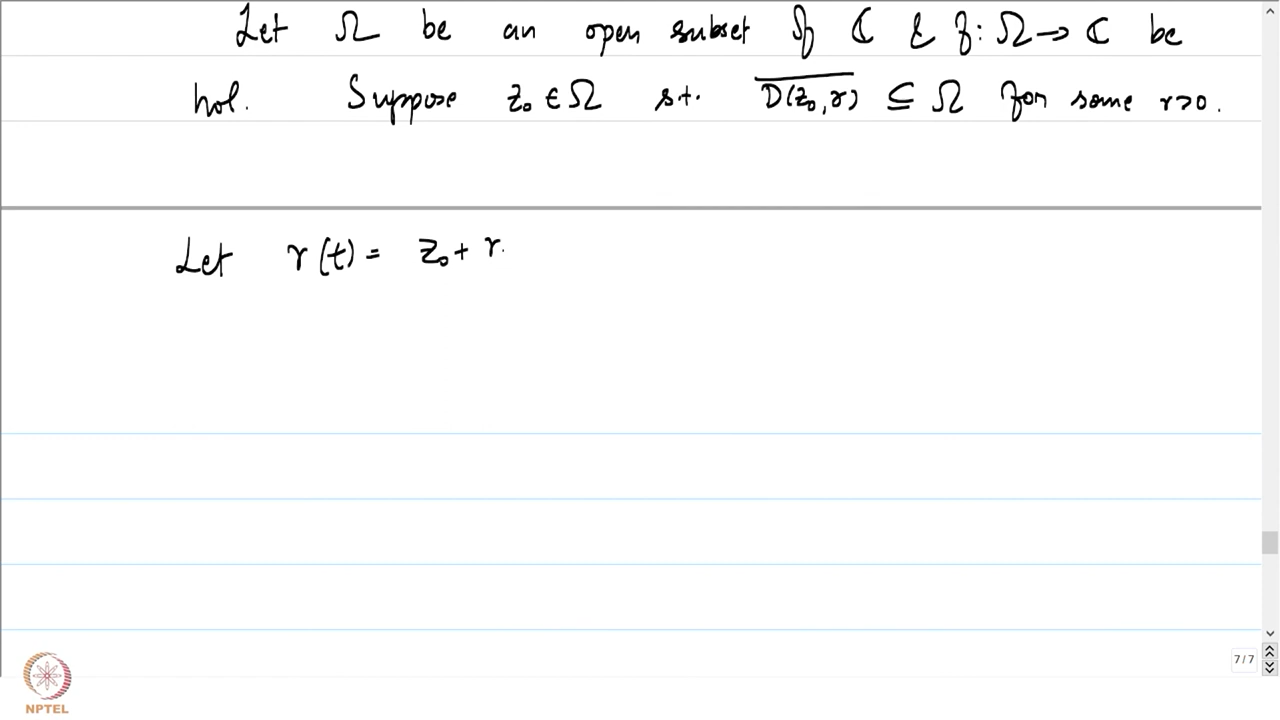 Let Ω be an open subset of ℂ & f: Ω → ℂ be
hol. Suppose z₀ ∈ Ω s.t. \overline{D(z₀, r)} ⊆ Ω for some r>0.
Let γ(t) = z₀ + r
7/7
NPTEL